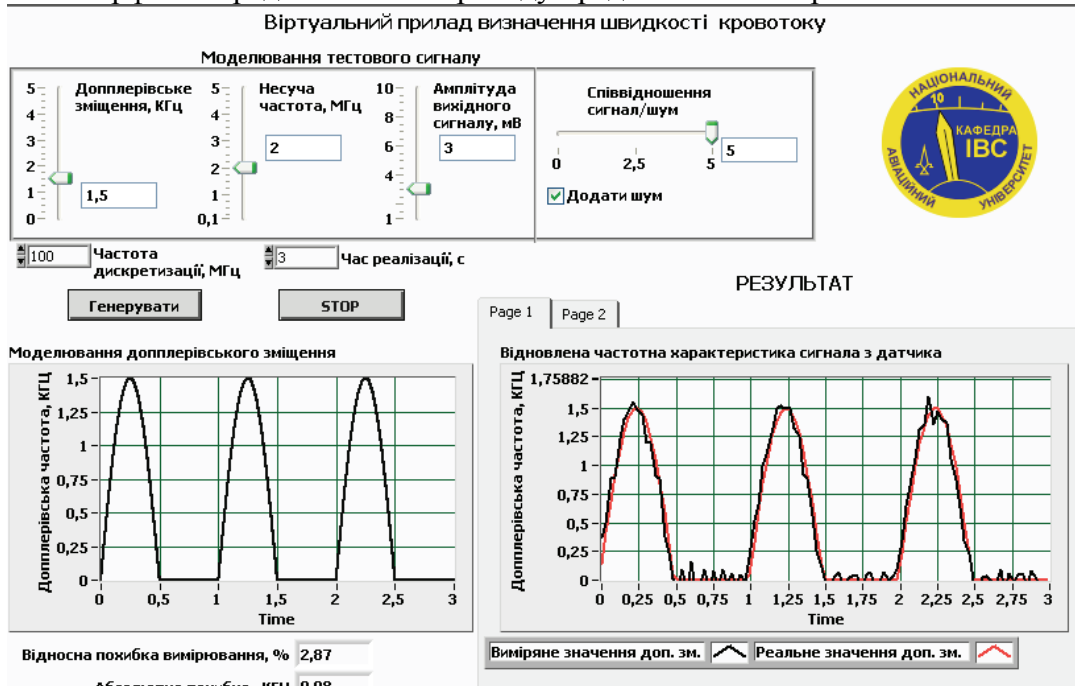 Віртуальний прилад визначення швидкості кровотоку
Моделювання тестового сигналу
Допплерівське
зміщення, КГц
5
4
3
2
1
0
1,5
Несуча
частота, МГц
5
4
3
2
1
0,1
2
Амплітуда
вихідного
сигналу, мВ
10
8
6
4
1
3
Співвідношення
сигнал/шум
0 2,5 5
5
Додати шум
НАЦІОНАЛЬНИЙ
АВІАЦІЙНИЙ
УНІВЕРСИТЕТ
10
КАФЕДРА
ІВС
100
Частота
дискретизації, МГц
3
Час реалізації, с
Генерувати
STOP
РЕЗУЛЬТАТ
Page 1 Page 2
Моделювання допплерівського зміщення
Допплерівська частота, КГЦ
1,5
1,25
1
0,75
0,5
0,25
0
0 0,5 1 1,5 2 2,5 3
Time
Відновлена частотна характеристика сигнала з датчика
Допплерівська частота, КГЦ
1,75882
1,5
1,25
1
0,75
0,5
0,25
0
0 0,25 0,5 0,75 1 1,25 1,5 1,75 2 2,25 2,5 2,75 3
Time
Відносна похибка вимірювання, % 2,87
Виміряне значення доп. зм. Реальне значення доп. зм.